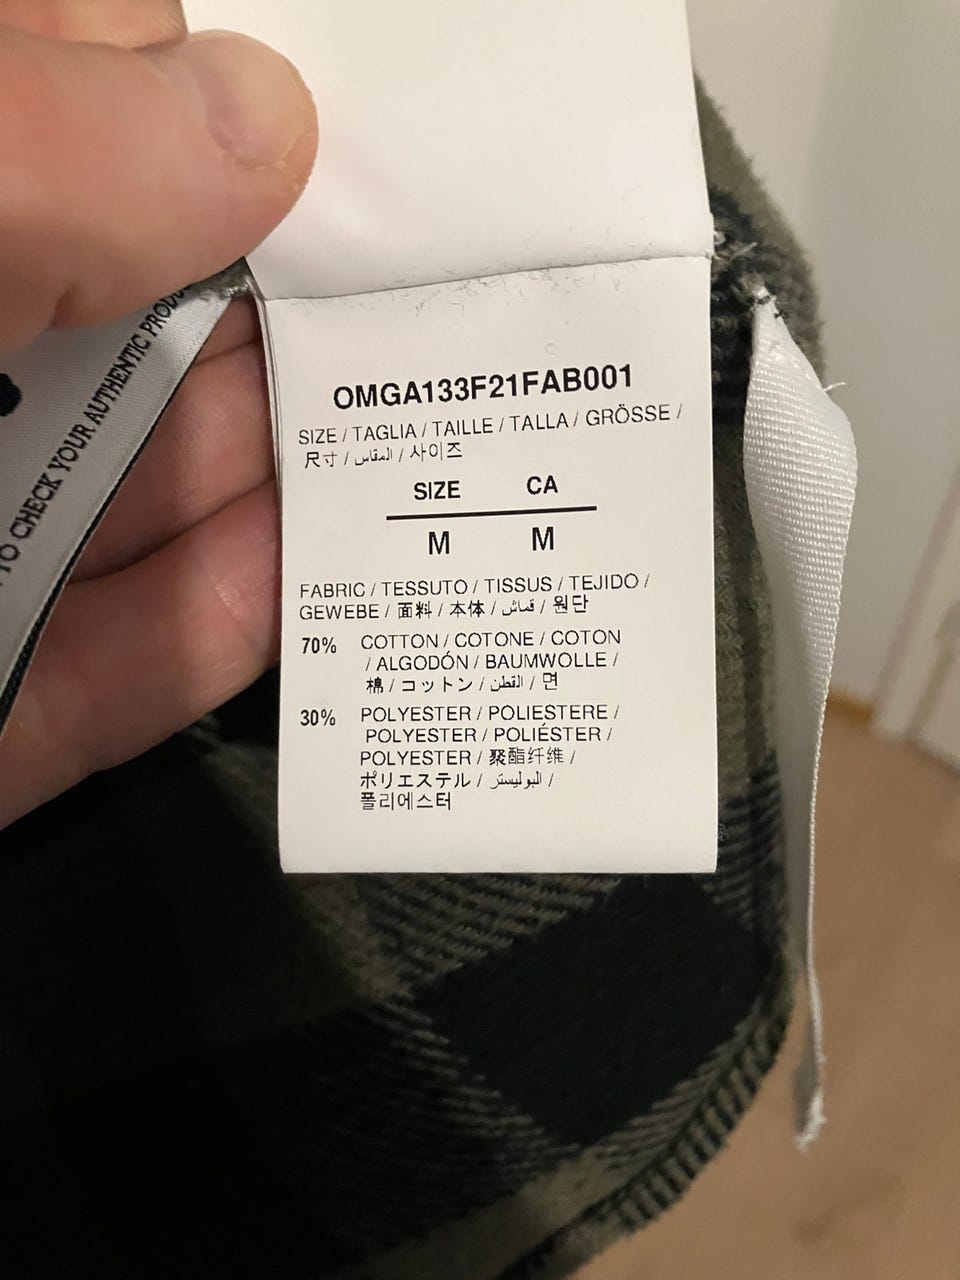 TO CHECK YOUR AUTHENTIC
OMGA133F21FAB001
SIZE / TAGLIA / TAILLE / TALLA / GRÖSSE /
尺寸 / المقاس / 사이즈
SIZE CA
M M
FABRIC / TESSUTO / TISSUS / TEJIDO /
GEWEBE / 面料 / 本体 / قماش / 원단
70% COTTON / COTONE / COTON
/ ALGODÓN / BAUMWOLLE /
棉 / コットン / القطن / 면
30% POLYESTER / POLIESTERE /
POLYESTER / POLIÉSTER /
POLYESTER / 聚酯纤维 /
ポリエステル / البوليستر /
폴리에스터